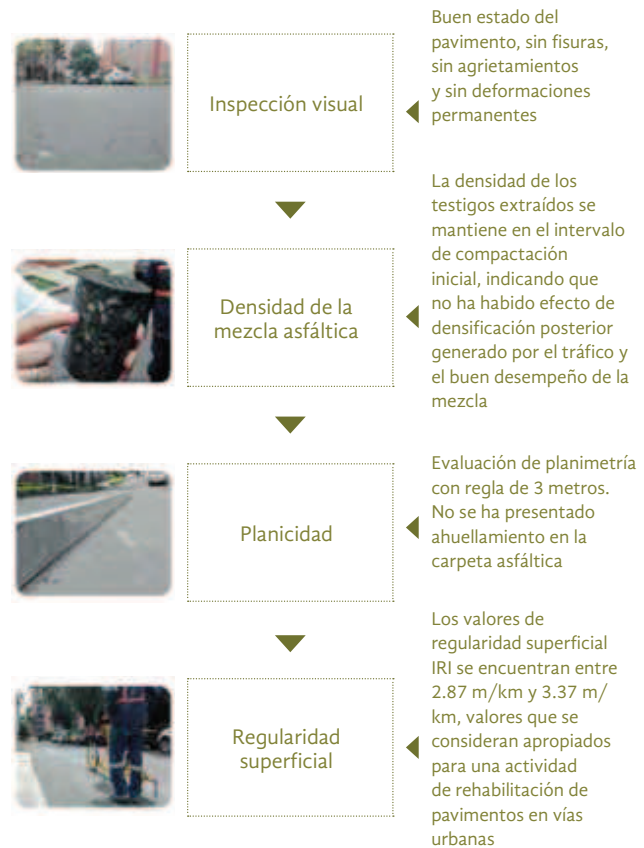 Inspección visual
Buen estado del
pavimento, sin fisuras,
sin agrietamientos
y sin deformaciones
permanentes
Densidad de la
mezcla asfáltica
La densidad de los
testigos extraídos se
mantiene en el intervalo
de compactación
inicial, indicando que
no ha habido efecto de
densificación posterior
generado por el tráfico y
el buen desempeño de la
mezcla
Planicidad
Evaluación de planimetría
con regla de 3 metros.
No se ha presentado
ahuellamiento en la
carpeta asfáltica
Regularidad
superficial
Los valores de
regularidad superficial
IRI se encuentran entre
2.87 m/km y 3.37 m/
km, valores que se
consideran apropiados
para una actividad
de rehabilitación de
pavimentos en vías
urbanas